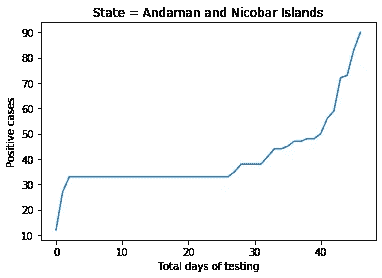 State = Andaman and Nicobar Islands
90
80
70
60
50
40
30
20
10
Positive cases
0 10 20 30 40
Total days of testing